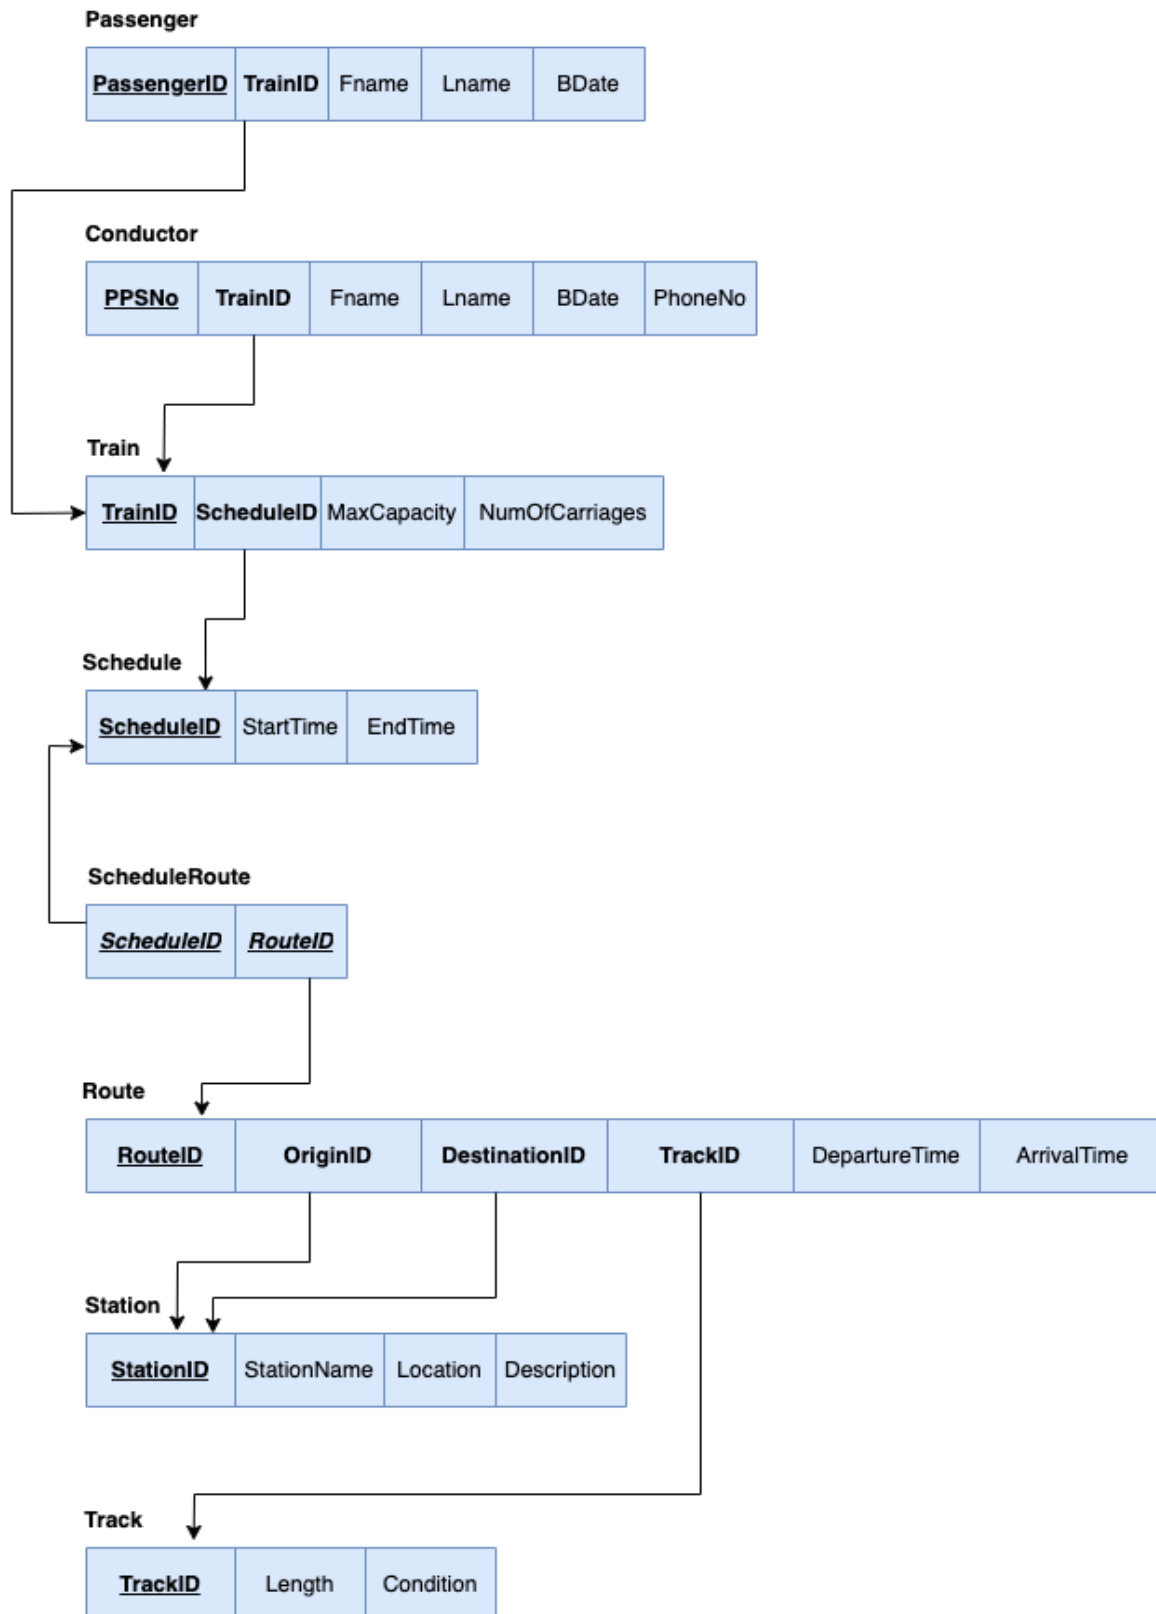 Passenger
PassengerID TrainID Fname Lname BDate
Conductor
PPSNo TrainID Fname Lname BDate PhoneNo
Train
TrainID ScheduleID MaxCapacity NumOfCarriages
Schedule
ScheduleID StartTime EndTime
ScheduleRoute
ScheduleID RouteID
Route
RouteID OriginID DestinationID TrackID DepartureTime ArrivalTime
Station
StationID StationName Location Description
Track
TrackID Length Condition